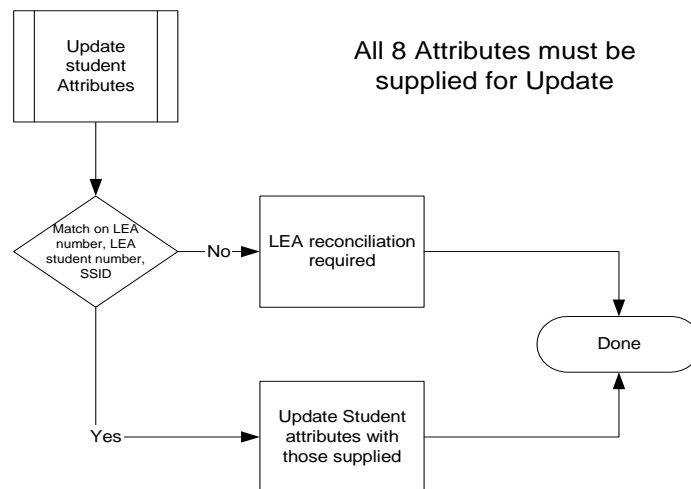 Update
student
Attributes
All 8 Attributes must be
supplied for Update
Match on LEA
number, LEA
student number,
SSID
No
LEA reconciliation
required
Done
Yes
Update Student
attributes with
those supplied